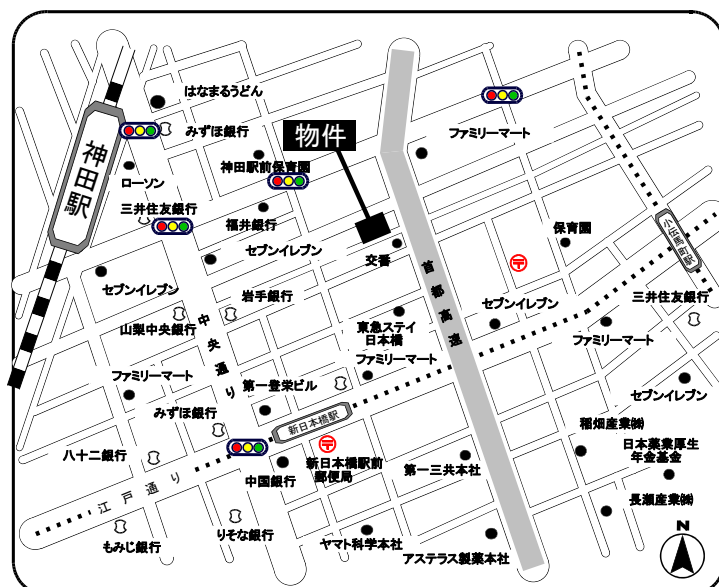 はなまるうどん
みずほ銀行
物件
ファミリーマート
神田駅
ローソン
神田駅前保育園
三井住友銀行
福井銀行
保育園
小伝馬町駅
セブンイレブン
交番
首都高速
セブンイレブン
岩手銀行
三井住友銀行
山梨中央銀行
中央通り
東急ステイ
日本橋
セブンイレブン
ファミリーマート
ファミリーマート
ファミリーマート
第一登栄ビル
セブンイレブン
みずほ銀行
新日本橋駅
稲畑産業㈱
八十二銀行
日本薬業厚生
年金基金
新日本橋駅前
郵便局
第一三共本社
中国銀行
江戸通り
長瀬産業㈱
りそな銀行
もみじ銀行
ヤマト科学本社
アステラス製薬本社
N